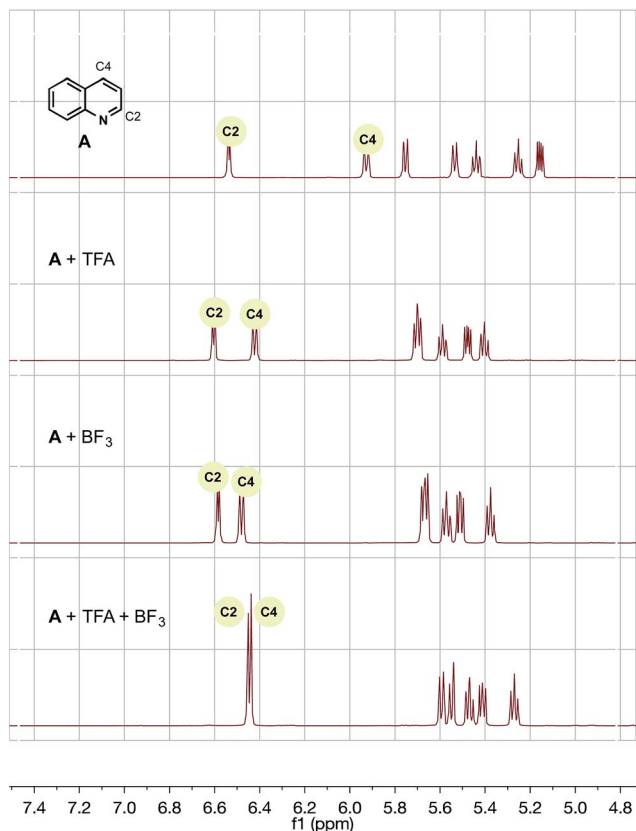 C4
N
C2
A
C2
C4
A + TFA
C2
C4
A + BF₃
C2
C4
A + TFA + BF₃
C2
C4
7.4 7.2 7.0 6.8 6.6 6.4 6.2 6.0 5.8 5.6 5.4 5.2 5.0 4.8
f1 (ppm)